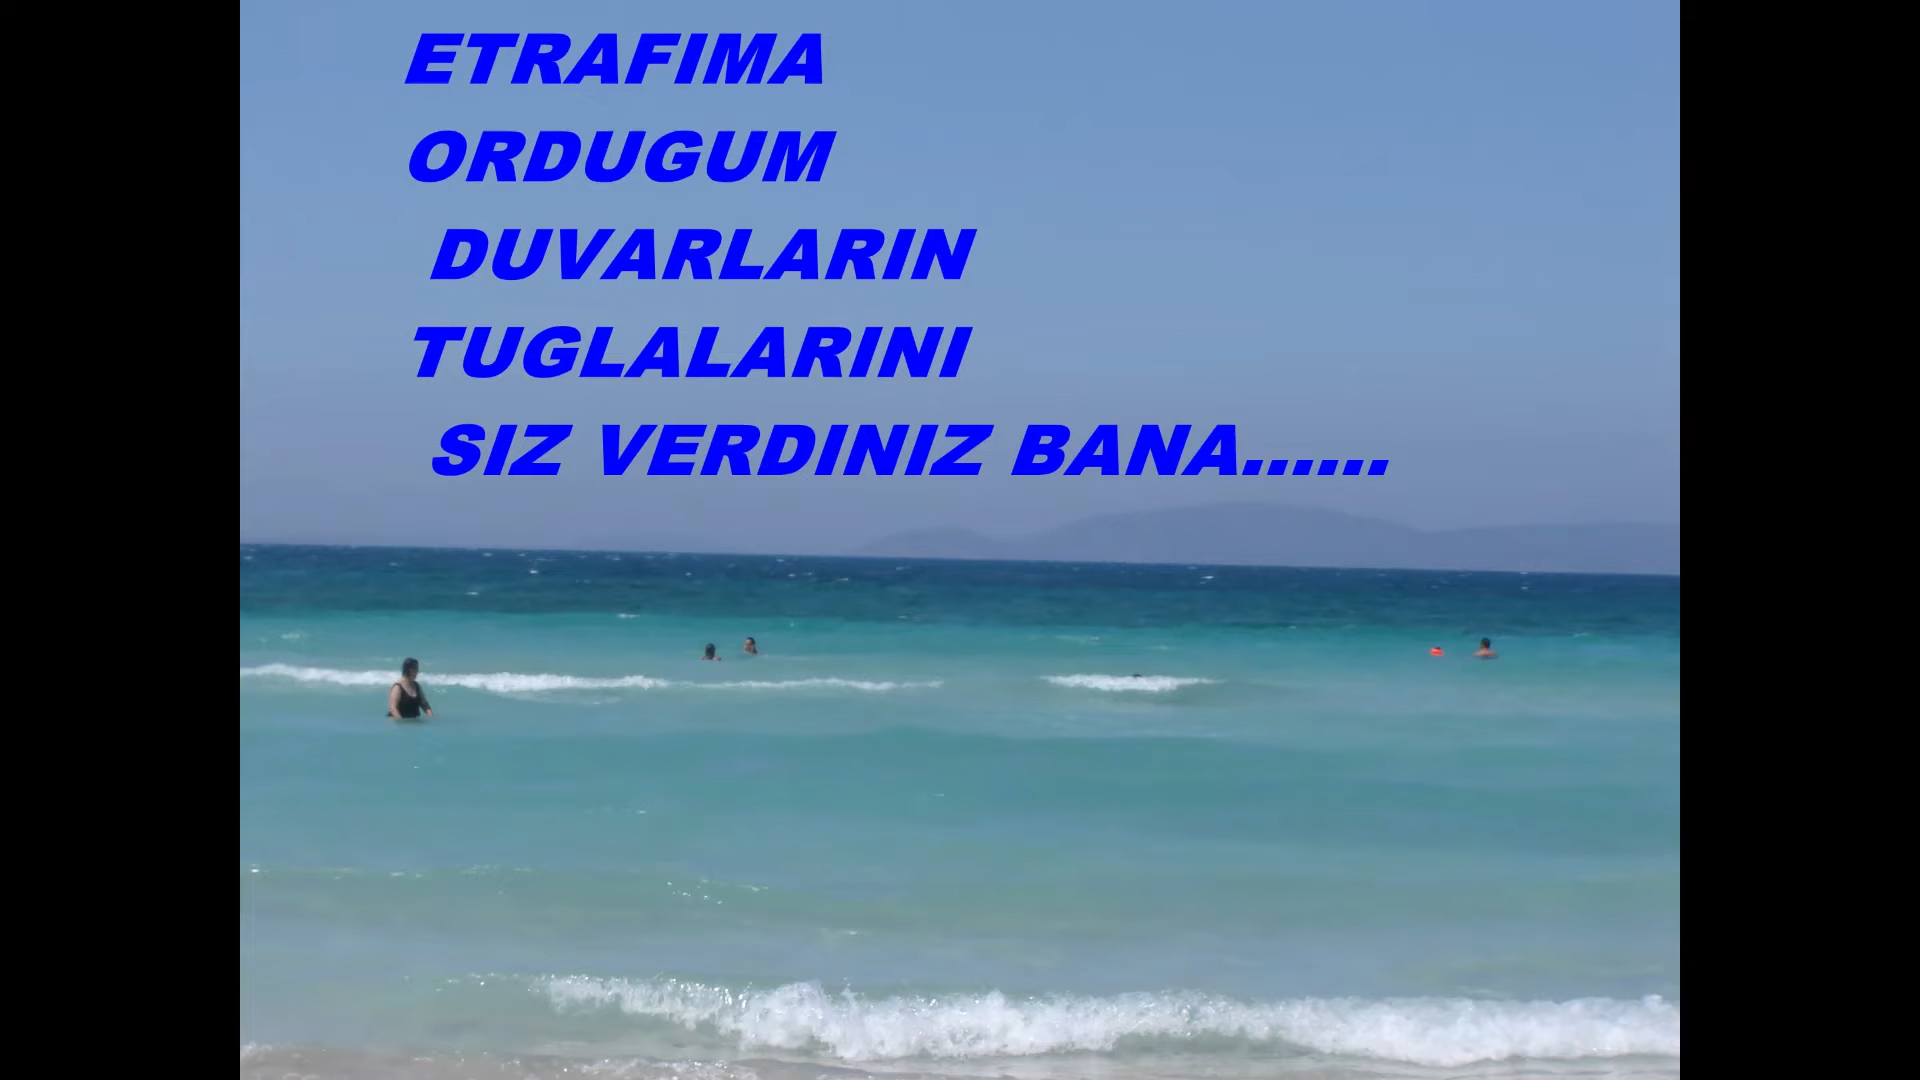 ETRAFIMA
ORDUGUM
DUVARLARIN
TUGLALARINI
SIZ VERDINIZ BANA......